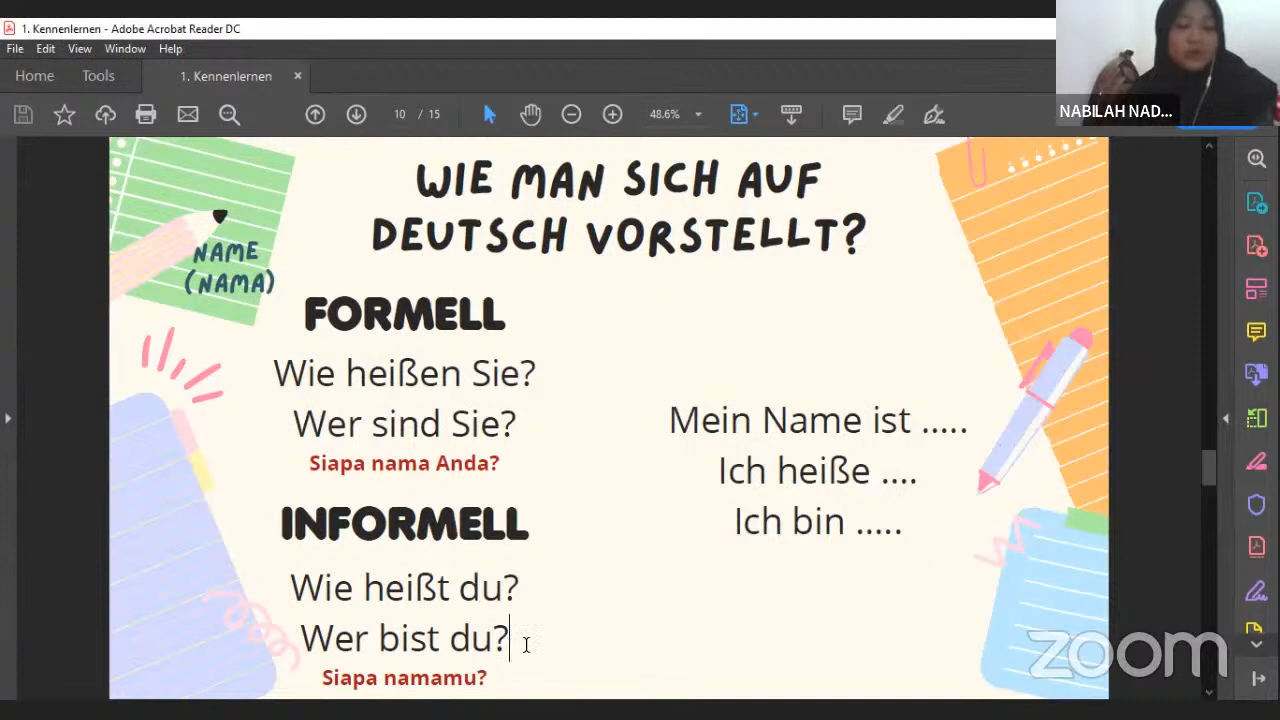 1. Kennenlernen - Adobe Acrobat Reader DC
File Edit View Window Help
Home Tools 1. Kennenlernen ×
10 / 15 48.6%
NABILAH NAD...
WIE MAN SICH AUF
DEUTSCH VORSTELLT?
NAME
(NAMA)
FORMELL
Wie heißen Sie?
Wer sind Sie?
Siapa nama Anda?
INFORMELL
Wie heißt du?
Wer bist du?
Siapa namamu?
Mein Name ist .....
Ich heiße ....
Ich bin .....
zoom